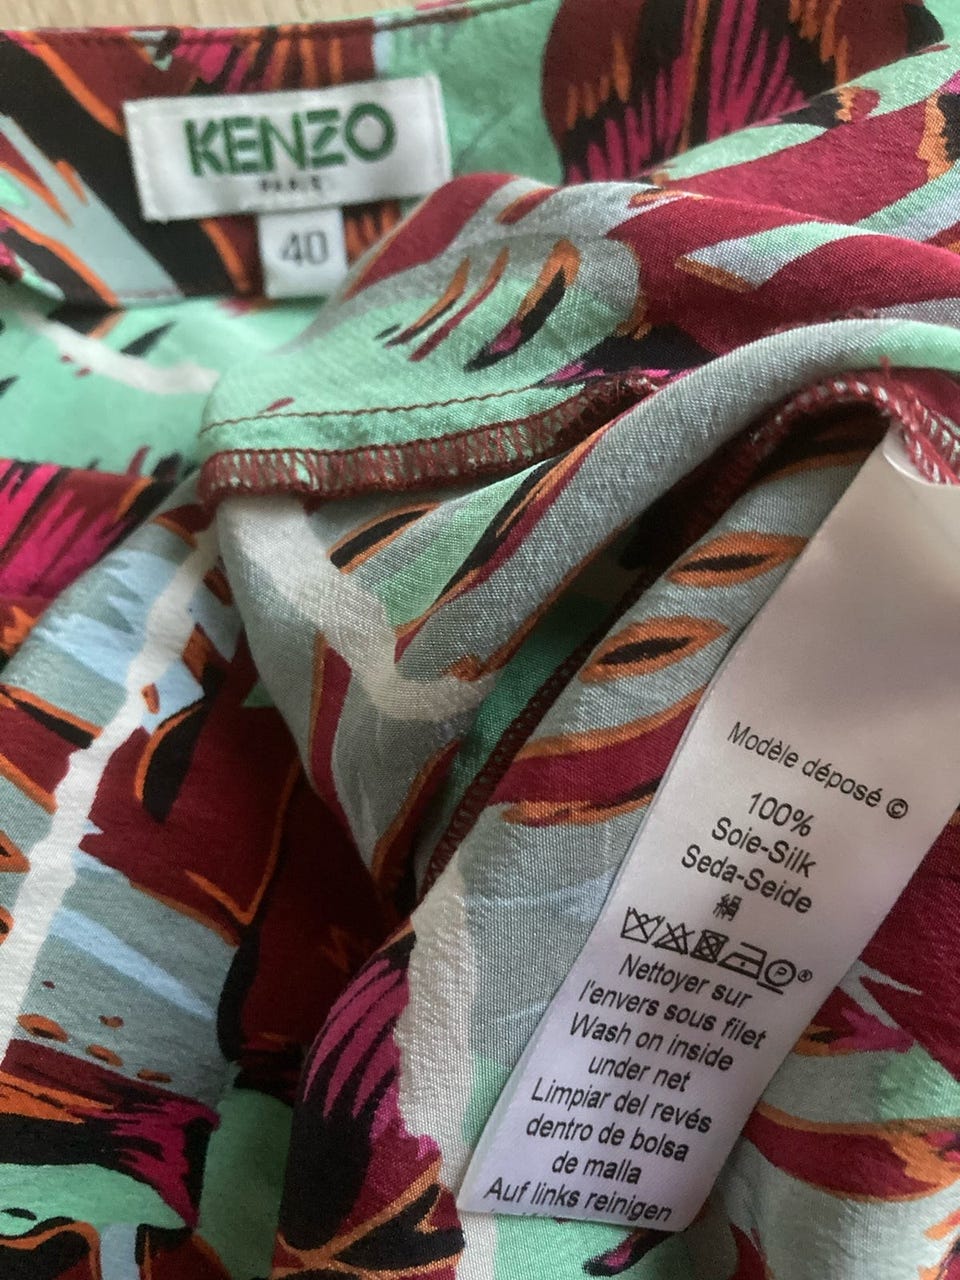 KENZO
PARIS
40
Modèle déposé ©
100%
Soie-Silk
Seda-Seide
絹
P ®
Nettoyer sur
l'envers sous filet
Wash on inside
under net
Limpiar del revés
dentro de bolsa
de malla
Auf links reinigen